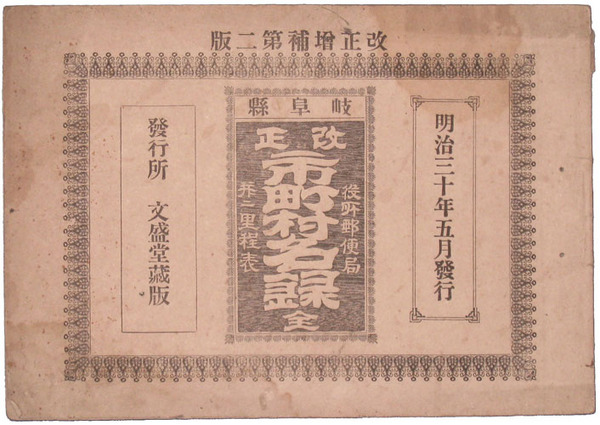 改正增補第二版
明治三十年五月發行
岐阜縣
改正
役所郵便局
市町村名録全
并ニ里程表
發行所 文盛堂藏版